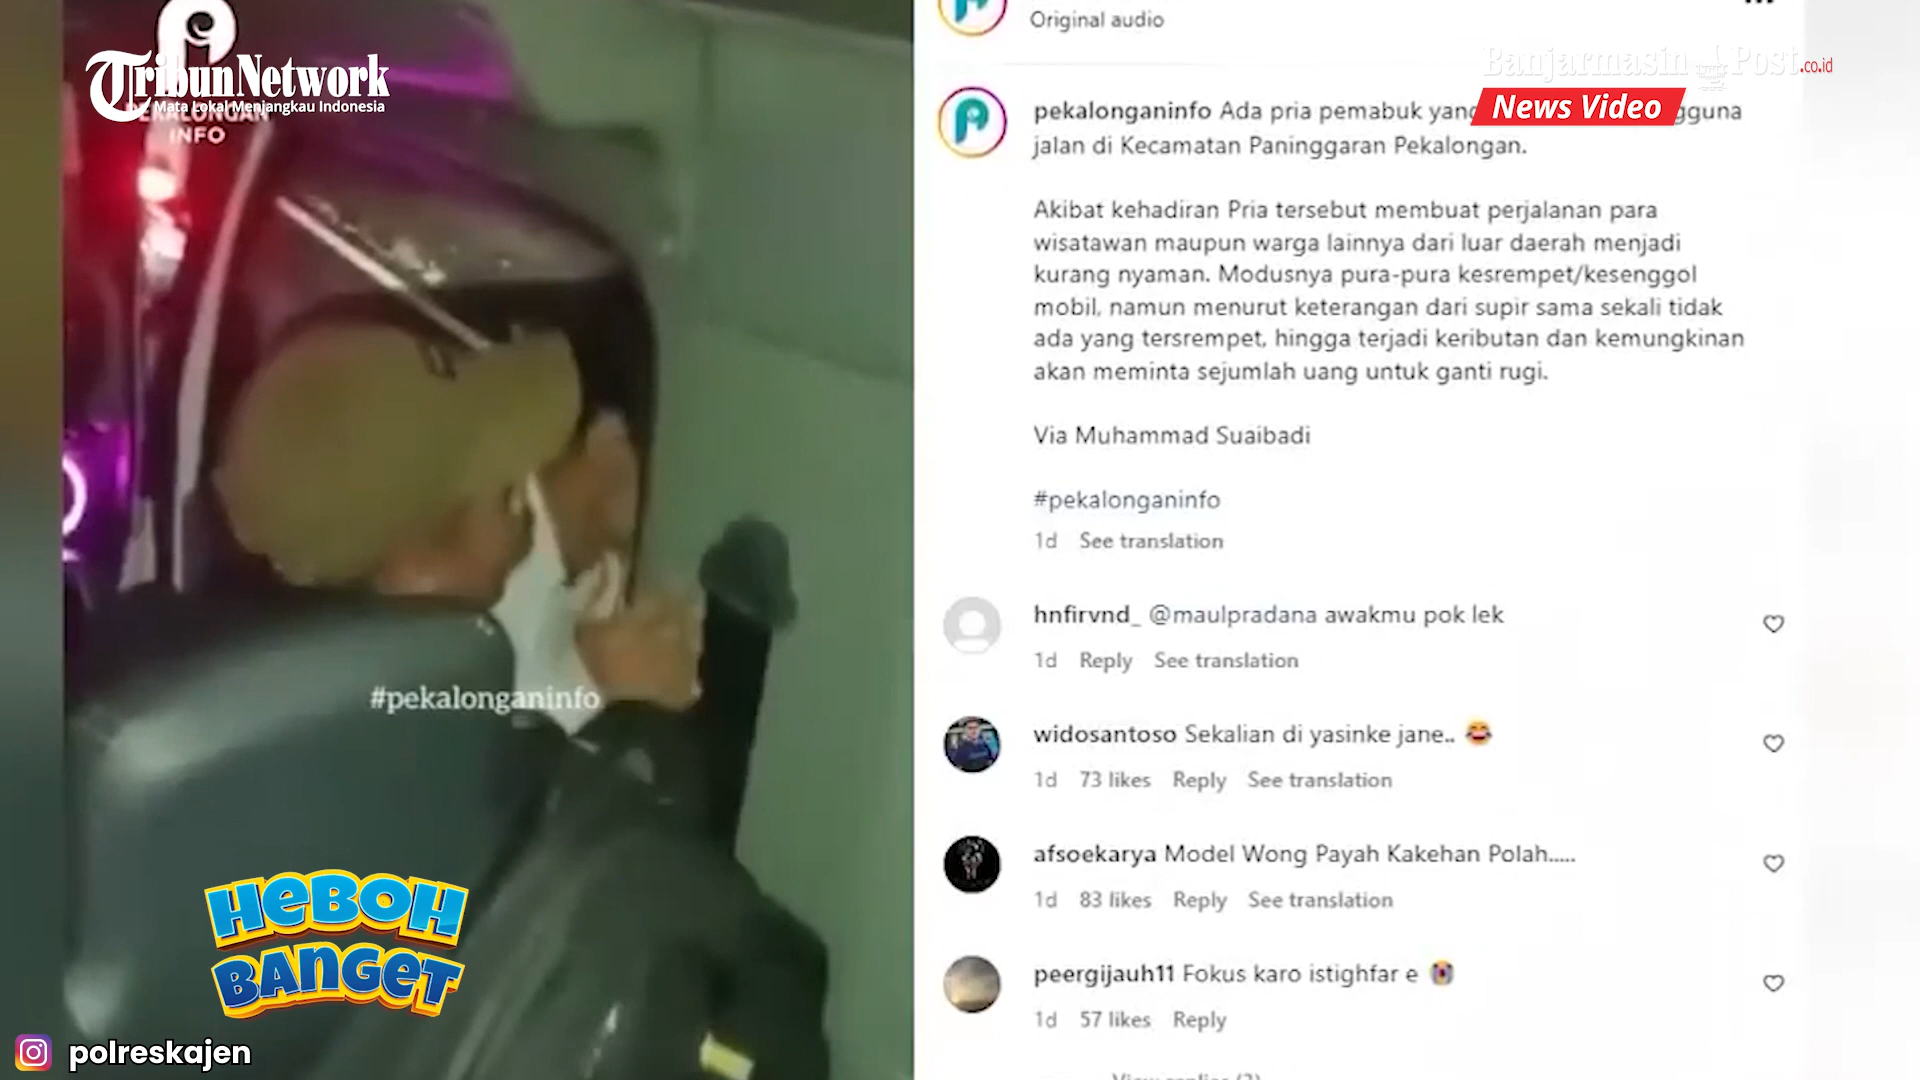 TribunNetwork
Mata Lokal Menjangkau Indonesia
PEKALONGAN
INFO
#pekalonganinfo
HEBOH
BANGET
polreskajen
Original audio
Banjarmasin Post.co.id
News Video
pekalonganinfo Ada pria pemabuk yang gguna
jalan di Kecamatan Paninggaran Pekalongan.
Akibat kehadiran Pria tersebut membuat perjalanan para
wisatawan maupun warga lainnya dari luar daerah menjadi
kurang nyaman. Modusnya pura-pura kesrempet/kesenggol
mobil, namun menurut keterangan dari supir sama sekali tidak
ada yang tersrempet, hingga terjadi keributan dan kemungkinan
akan meminta sejumlah uang untuk ganti rugi.
Via Muhammad Suaibadi
#pekalonganinfo
1d See translation
hnfirvnd_ @maulpradana awakmu pok lek
1d Reply See translation
widosantoso Sekalian di yasinke jane.. 😂
1d 73 likes Reply See translation
afsoekarya Model Wong Payah Kakehan Polah.....
1d 83 likes Reply See translation
peergijauh11 Fokus karo istighfar e 😭
1d 57 likes Reply